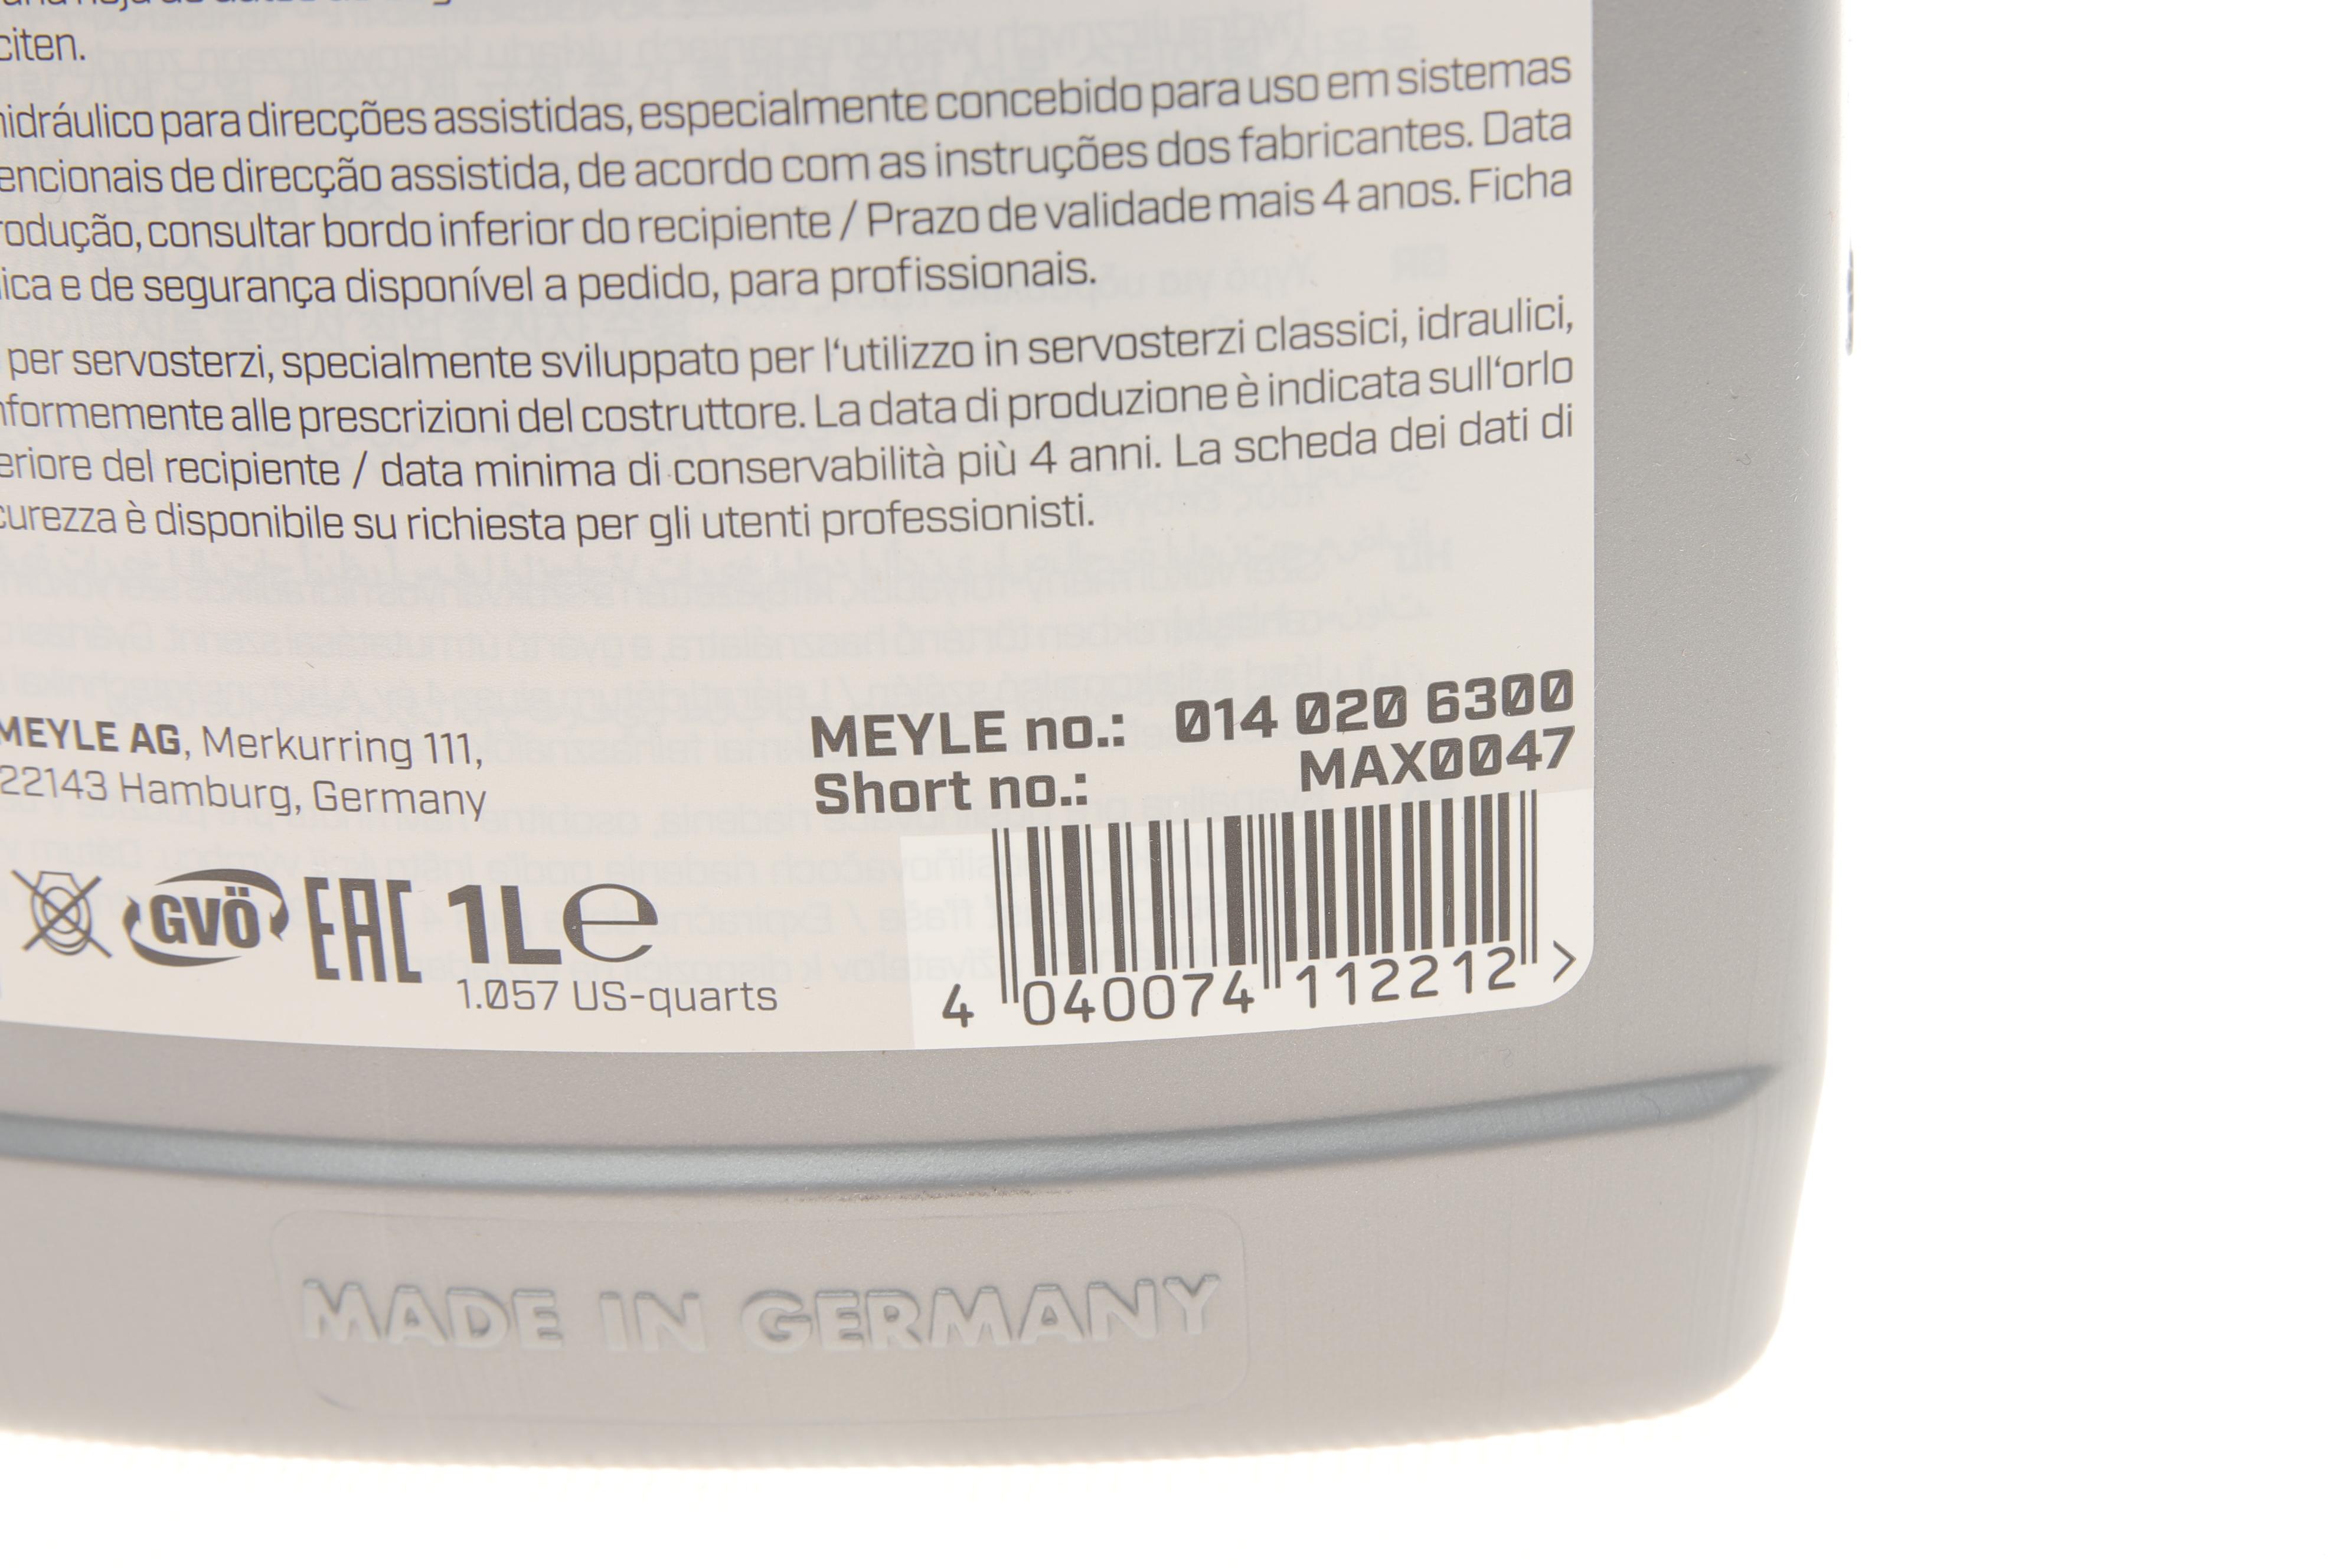 citen.
hidráulico para direcções assistidas, especialmente concebido para uso em sistemas
encionais de direcção assistida, de acordo com as instruções dos fabricantes. Data
rodução, consultar bordo inferior do recipiente / Prazo de validade mais 4 anos. Ficha
ica e de segurança disponível a pedido, para profissionais.
per servosterzi, specialmente sviluppato per l‘utilizzo in servosterzi classici, idraulici,
nformemente alle prescrizioni del costruttore. La data di produzione è indicata sull‘orlo
eriore del recipiente / data minima di conservabilità più 4 anni. La scheda dei dati di
curezza è disponibile su richiesta per gli utenti professionisti.
MEYLE AG, Merkurring 111,
22143 Hamburg, Germany
MEYLE no.: 014 020 6300
Short no.: MAX0047
GVÖ EAC 1L e
1.057 US-quarts
4 040074 112212 >
MADE IN GERMANY